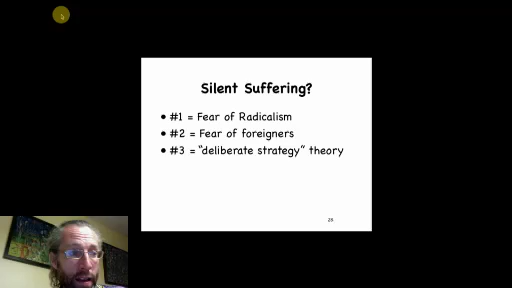 Silent Suffering?
• #1 = Fear of Radicalism
• #2 = Fear of foreigners
• #3 = “deliberate strategy” theory
28